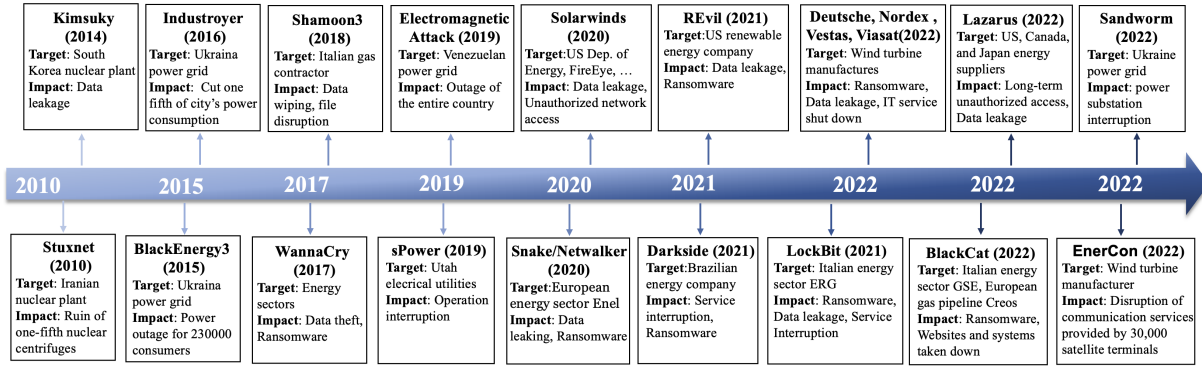 Kimsuky
(2014)
Target: South
Korea nuclear plant
Impact: Data
leakage
Industroyer
(2016)
Target: Ukraina
power grid
Impact: Cut one
fifth of city's power
consumption
Shamoon3
(2018)
Target: Italian gas
contractor
Impact: Data
wiping, file
disruption
Electromagnetic
Attack (2019)
Target: Venezuelan
power grid
Impact: Outage of
the entire country
Solarwinds
(2020)
Target:US Dep. of
Energy, FireEye, …
Impact: Data leakage,
Unauthorized network
access
REvil (2021)
Target: US renewable
energy company
Impact: Data leakage,
Ransomware
Deutsche, Nordex ,
Vestas, Viasat(2022)
Target: Wind turbine
manufactures
Impact: Ransomware,
Data leakage, IT service
shut down
Lazarus (2022)
Target: US, Canada,
and Japan energy
suppliers
Impact: Long-term
unauthorized access,
Data leakage
Sandworm
(2022)
Target: Ukraine
power grid
Impact: power
substation
interruption
2010 2015 2017 2019 2020 2021 2022 2022 2022
Stuxnet
(2010)
Target: Iranian
nuclear plant
Impact: Ruin of
one-fifth nuclear
centrifuges
BlackEnergy3
(2015)
Target: Ukraina
power grid
Impact: Power
outage for 230000
consumers
WannaCry
(2017)
Target: Energy
sectors
Impact: Data theft,
Ransomware
sPower (2019)
Target: Utah
elecrical utilities
Impact: Operation
interruption
Snake/Netwalker
(2020)
Target:European
energy sector Enel
Impact: Data
leaking, Ransomware
Darkside (2021)
Target:Brazilian
energy company
Impact: Service
interruption,
Ransomware
LockBit (2021)
Target: Italian energy
sector ERG
Impact: Ransomware,
Data leakage, Service
Interruption
BlackCat (2022)
Target: Italian energy
sector GSE, European
gas pipeline Creos
Impact: Ransomware,
Websites and systems
taken down
EnerCon (2022)
Target: Wind turbine
manufacturer
Impact: Disruption of
communication services
provided by 30,000
satellite terminals